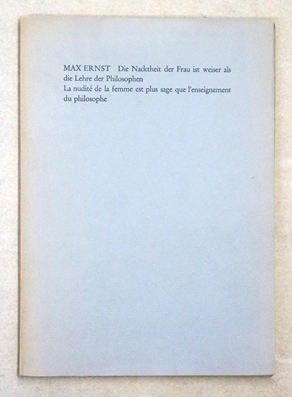 MAX ERNST Die Nacktheit der Frau ist weiser als
die Lehre der Philosophen
La nudité de la femme est plus sage que l'enseignement
du philosophe